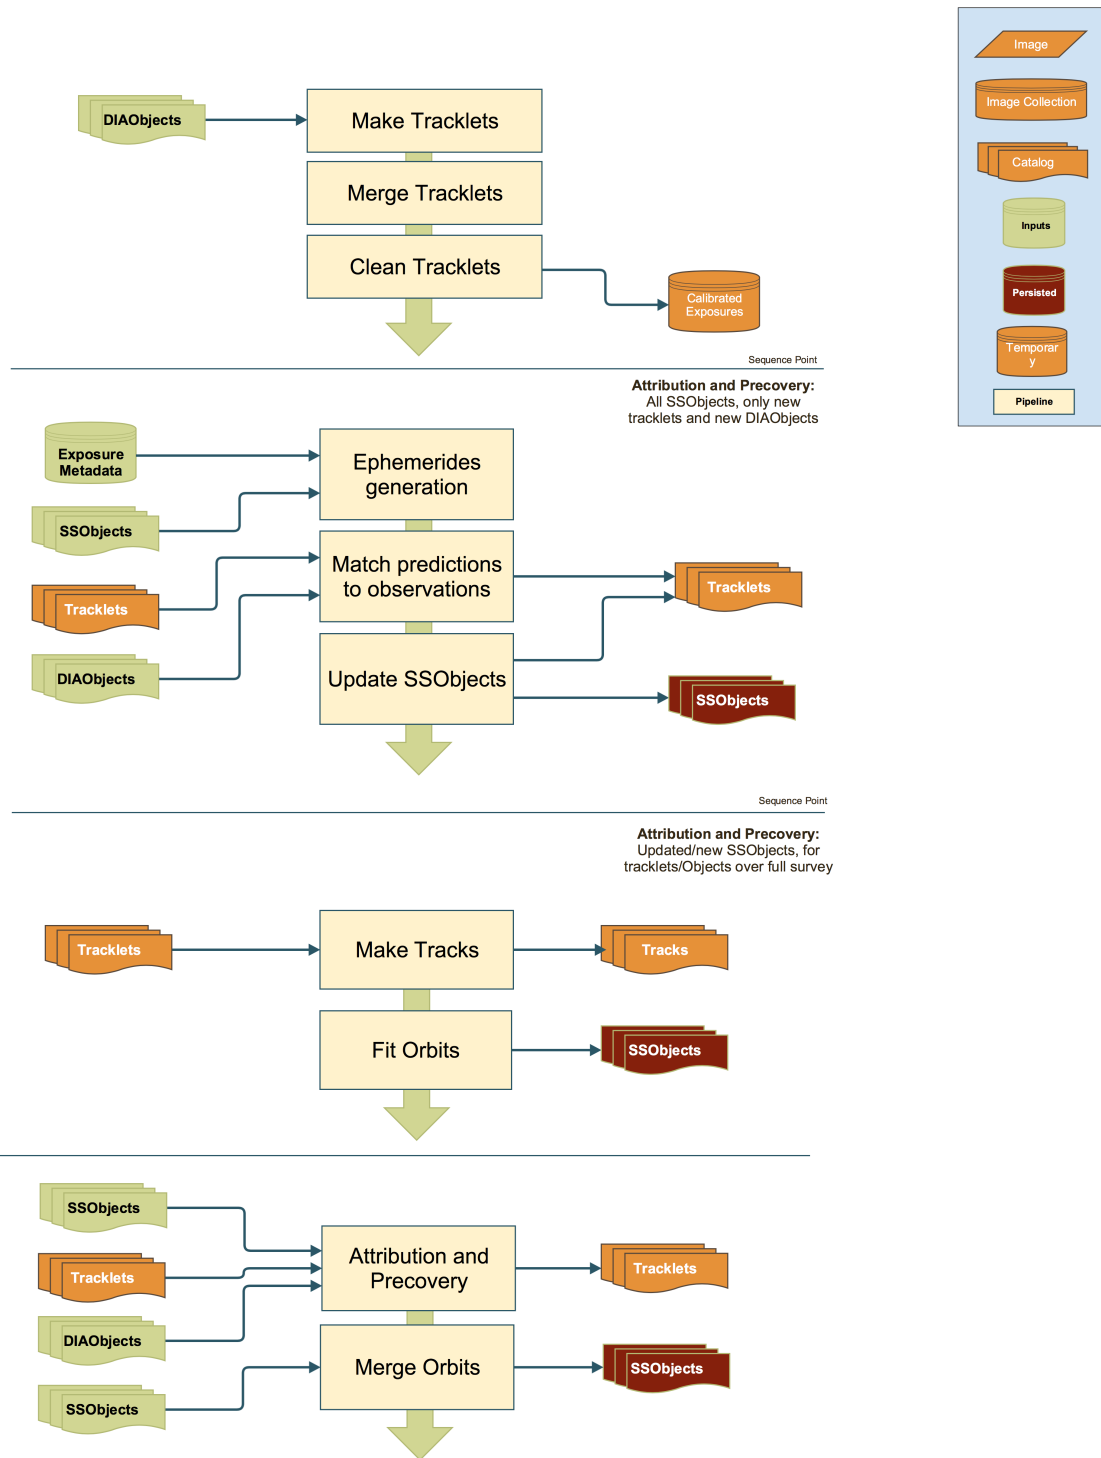 Image
Image Collection
Catalog
Inputs
Persisted
Temporar
y
Pipeline
DIAObjects
Make Tracklets
Merge Tracklets
Clean Tracklets
Calibrated
Exposures
Sequence Point
Attribution and Precovery:
All SSObjects, only new
tracklets and new DIAObjects
Exposure
Metadata
SSObjects
Tracklets
DIAObjects
Ephemerides
generation
Match predictions
to observations
Update SSObjects
Tracklets
SSObjects
Sequence Point
Attribution and Precovery:
Updated/new SSObjects, for
tracklets/Objects over full survey
Tracklets
Make Tracks
Tracks
Fit Orbits
SSObjects
SSObjects
Tracklets
DIAObjects
SSObjects
Attribution and
Precovery
Merge Orbits
Tracklets
SSObjects